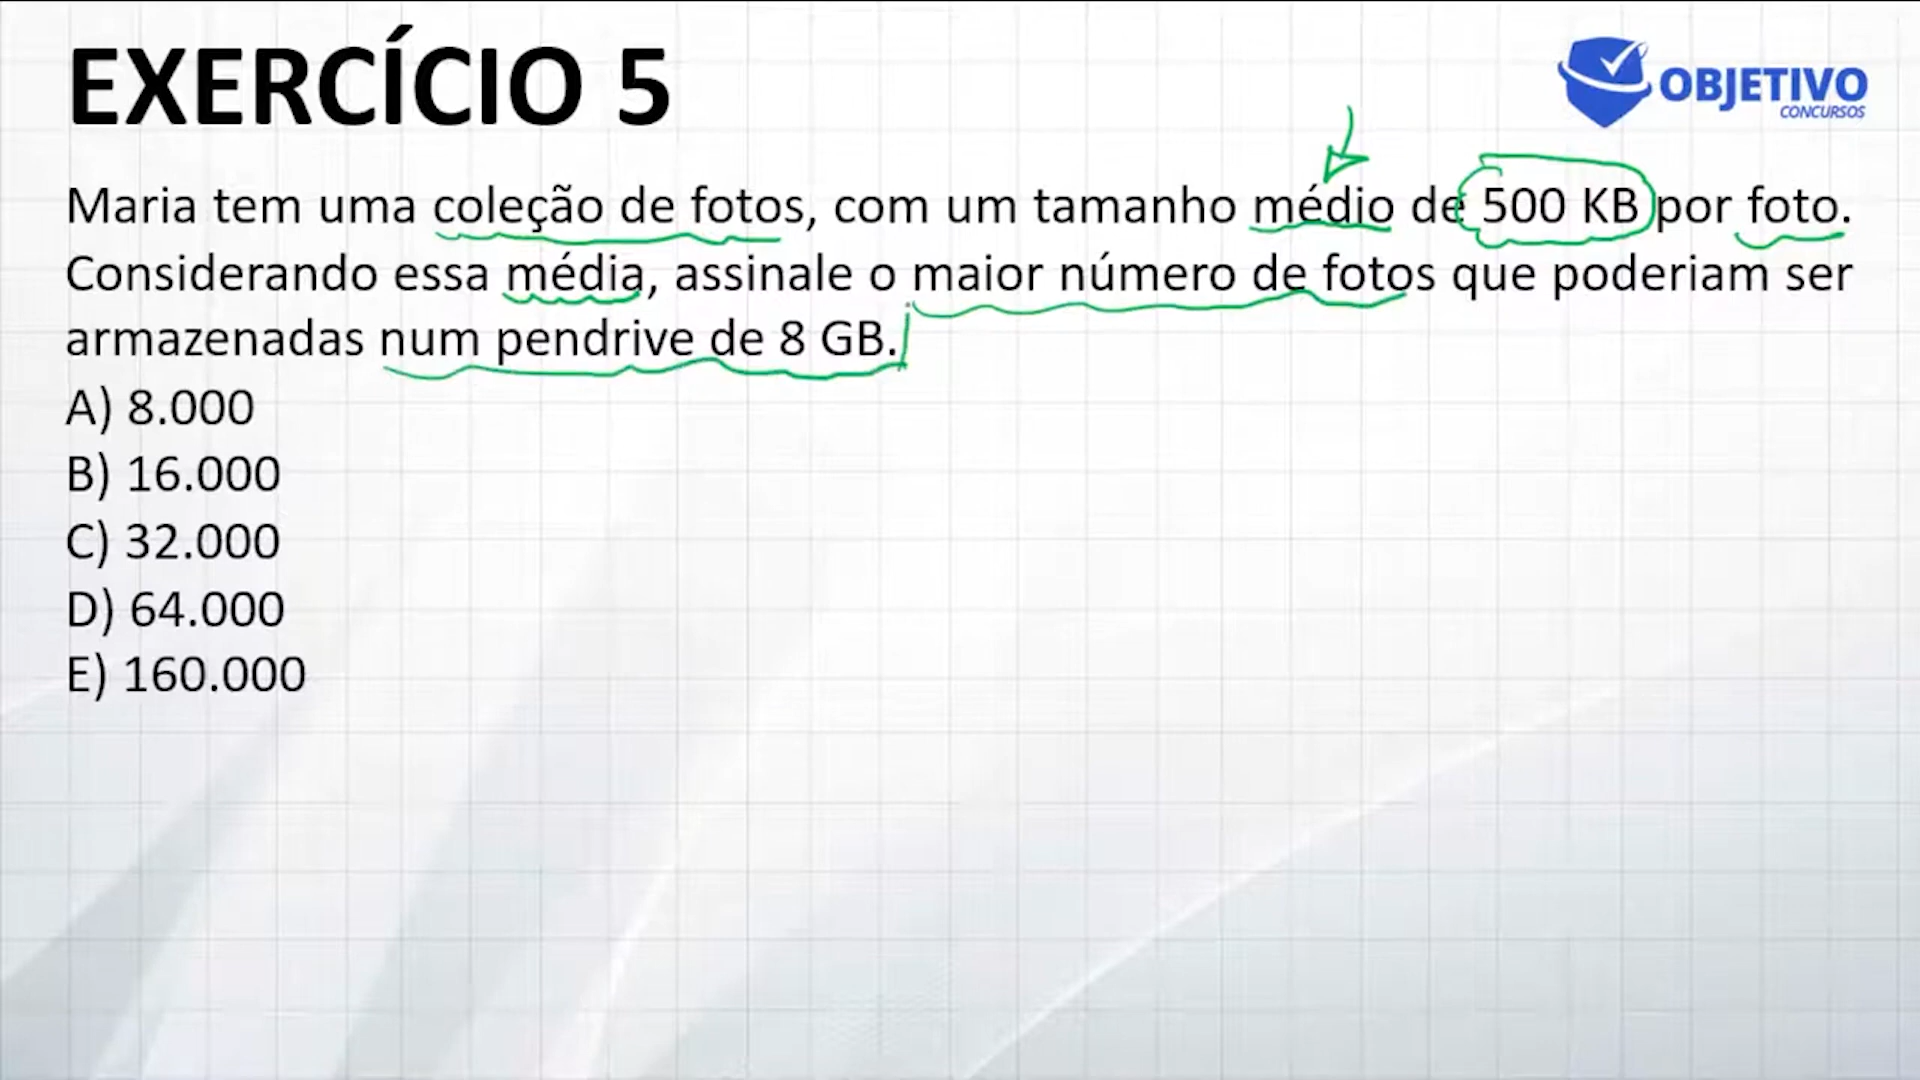 EXERCÍCIO 5
OBJETIVO
CONCURSOS
Maria tem uma coleção de fotos, com um tamanho médio de 500 KB por foto.
Considerando essa média, assinale o maior número de fotos que poderiam ser
armazenadas num pendrive de 8 GB.
A) 8.000
B) 16.000
C) 32.000
D) 64.000
E) 160.000